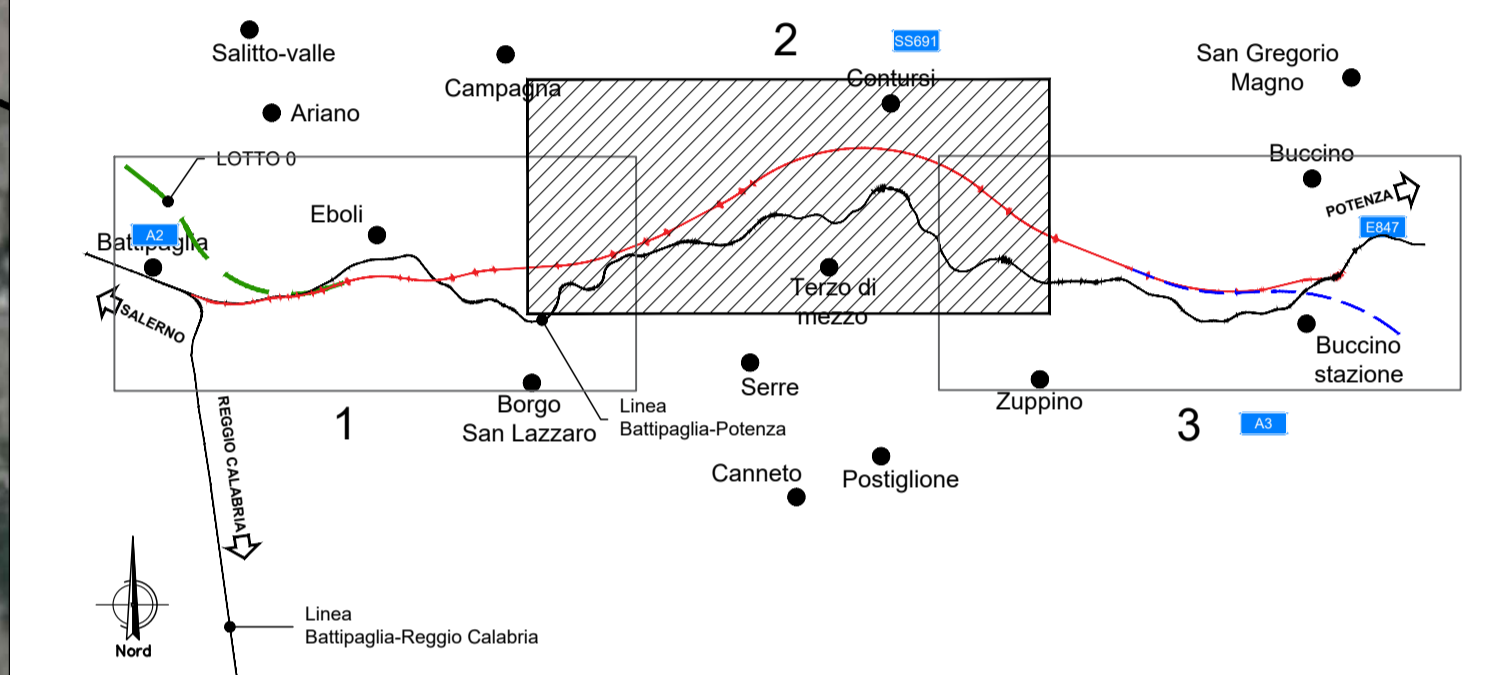 2
SS691
Salitto-valle
Campagna
Contursi
San Gregorio
Magno
Ariano
LOTTO 0
Buccino
Eboli
POTENZA
A2
E847
Battipaglia
SALERNO
Terzo di
mezzo
Buccino
stazione
Serre
Borgo
San Lazzaro
Linea
Battipaglia-Potenza
Zuppino
1
3
A3
REGGIO CALABRIA
Canneto
Postiglione
Linea
Battipaglia-Reggio Calabria
Nord